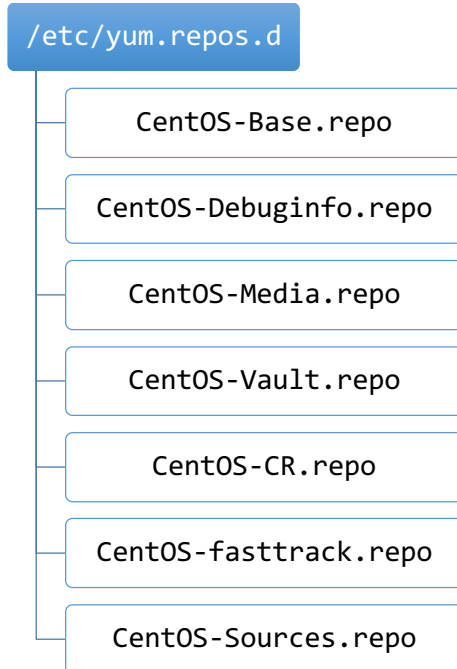 /etc/yum.repos.d
CentOS-Base.repo
CentOS-Debuginfo.repo
CentOS-Media.repo
CentOS-Vault.repo
CentOS-CR.repo
CentOS-fasttrack.repo
CentOS-Sources.repo